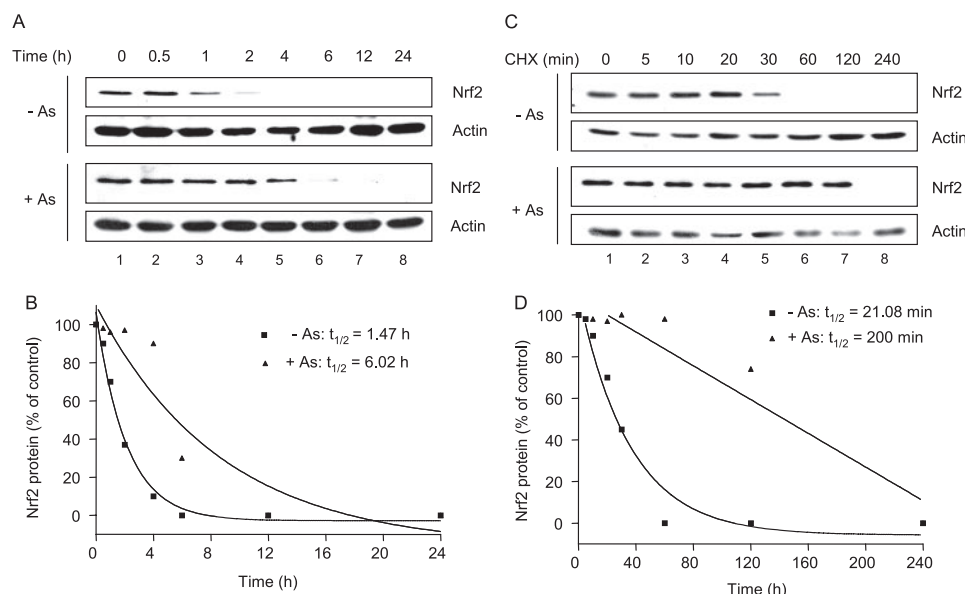 A
Time (h) 0 0.5 1 2 4 6 12 24
- As
Nrf2
Actin
+ As
Nrf2
Actin
1 2 3 4 5 6 7 8
C
CHX (min) 0 5 10 20 30 60 120 240
- As
Nrf2
Actin
+ As
Nrf2
Actin
1 2 3 4 5 6 7 8
B
Nrf2 protein (% of control)
100
80
60
40
20
0
- As: t1/2 = 1.47 h
+ As: t1/2 = 6.02 h
0 4 8 12 16 20 24
Time (h)
D
Nrf2 protein (% of control)
100
80
60
40
20
0
- As: t1/2 = 21.08 min
+ As: t1/2 = 200 min
0 40 80 120 160 200 240
Time (h)